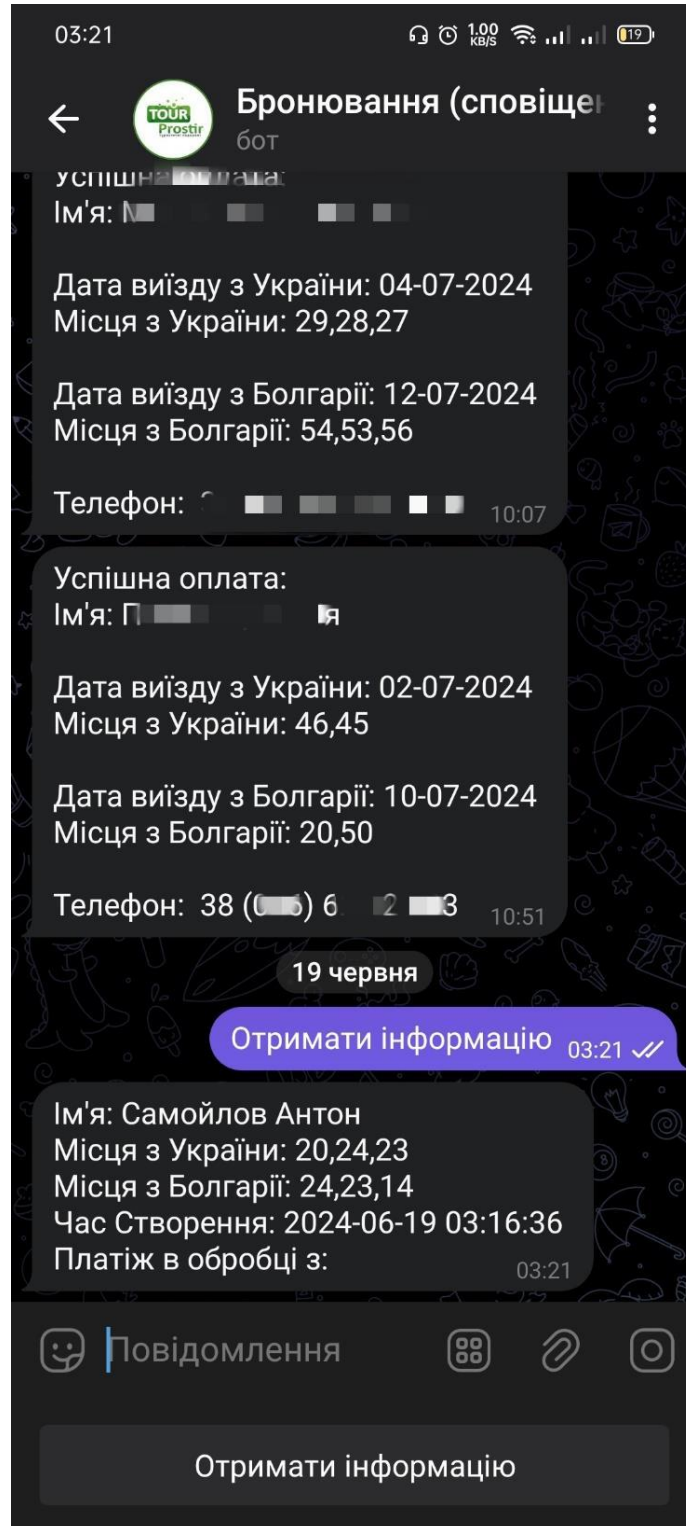 03:21
1.00
KB/S
19
TOUR
Prostir
Бронювання (сповіщен
бот
Успішна оплата:
Ім'я:
Дата виїзду з України: 04-07-2024
Місця з України: 29,28,27
Дата виїзду з Болгарії: 12-07-2024
Місця з Болгарії: 54,53,56
Телефон:
10:07
Успішна оплата:
Ім'я:
Дата виїзду з України: 02-07-2024
Місця з України: 46,45
Дата виїзду з Болгарії: 10-07-2024
Місця з Болгарії: 20,50
Телефон: 38
10:51
19 червня
Отримати інформацію 03:21
Ім'я: Самойлов Антон
Місця з України: 20,24,23
Місця з Болгарії: 24,23,14
Час Створення: 2024-06-19 03:16:36
Платіж в обробці з:
03:21
Повідомлення
Отримати інформацію